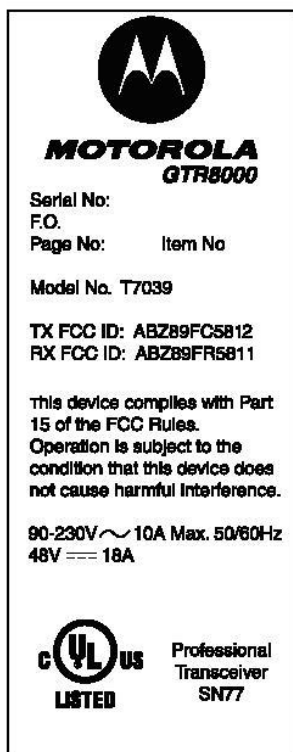 MOTOROLA
GTR8000
Serial No:
F.O.
Page No: Item No
Model No. T7039
TX FCC ID: ABZ89FC5812
RX FCC ID: ABZ89FR5811
This device complies with Part
15 of the FCC Rules.
Operation is subject to the
condition that this device does
not cause harmful interference.
90-230V～10A Max. 50/60Hz
48V ⎓ 18A
C UL US
LISTED
Professional
Transceiver
SN77